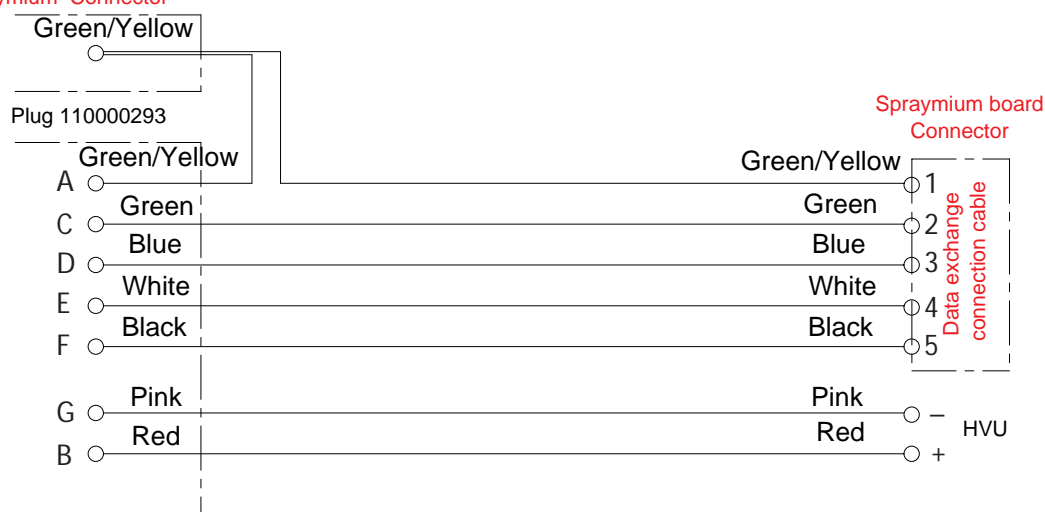 Connector
Green/Yellow
Plug 110000293
Green/Yellow
A
Green
C
Blue
D
White
E
Black
F
Pink
G
Red
B
Spraymium board
Connector
Green/Yellow
1
Green
2
Blue
3
White
4
Black
5
Data exchange
connection cable
Pink
–
HVU
Red
+